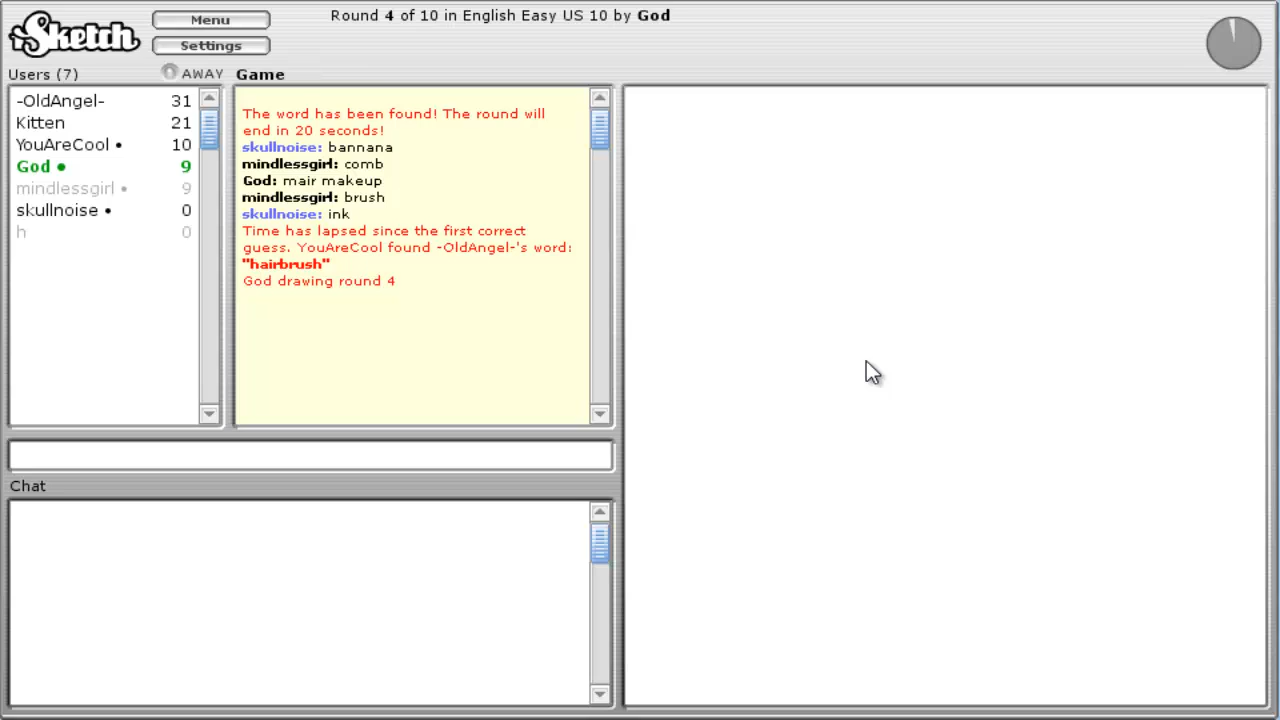 iSketch
Menu
Settings
Round 4 of 10 in English Easy US 10 by God
Users (7)
AWAY
Game
-OldAngel- 31
Kitten 21
YouAreCool • 10
God • 9
mindlessgirl • 9
skullnoise • 0
h 0
The word has been found! The round will
end in 20 seconds!
skullnoise: bannana
mindlessgirl: comb
God: mair makeup
mindlessgirl: brush
skullnoise: ink
Time has lapsed since the first correct
guess. YouAreCool found -OldAngel-'s word:
"hairbrush"
God drawing round 4
Chat